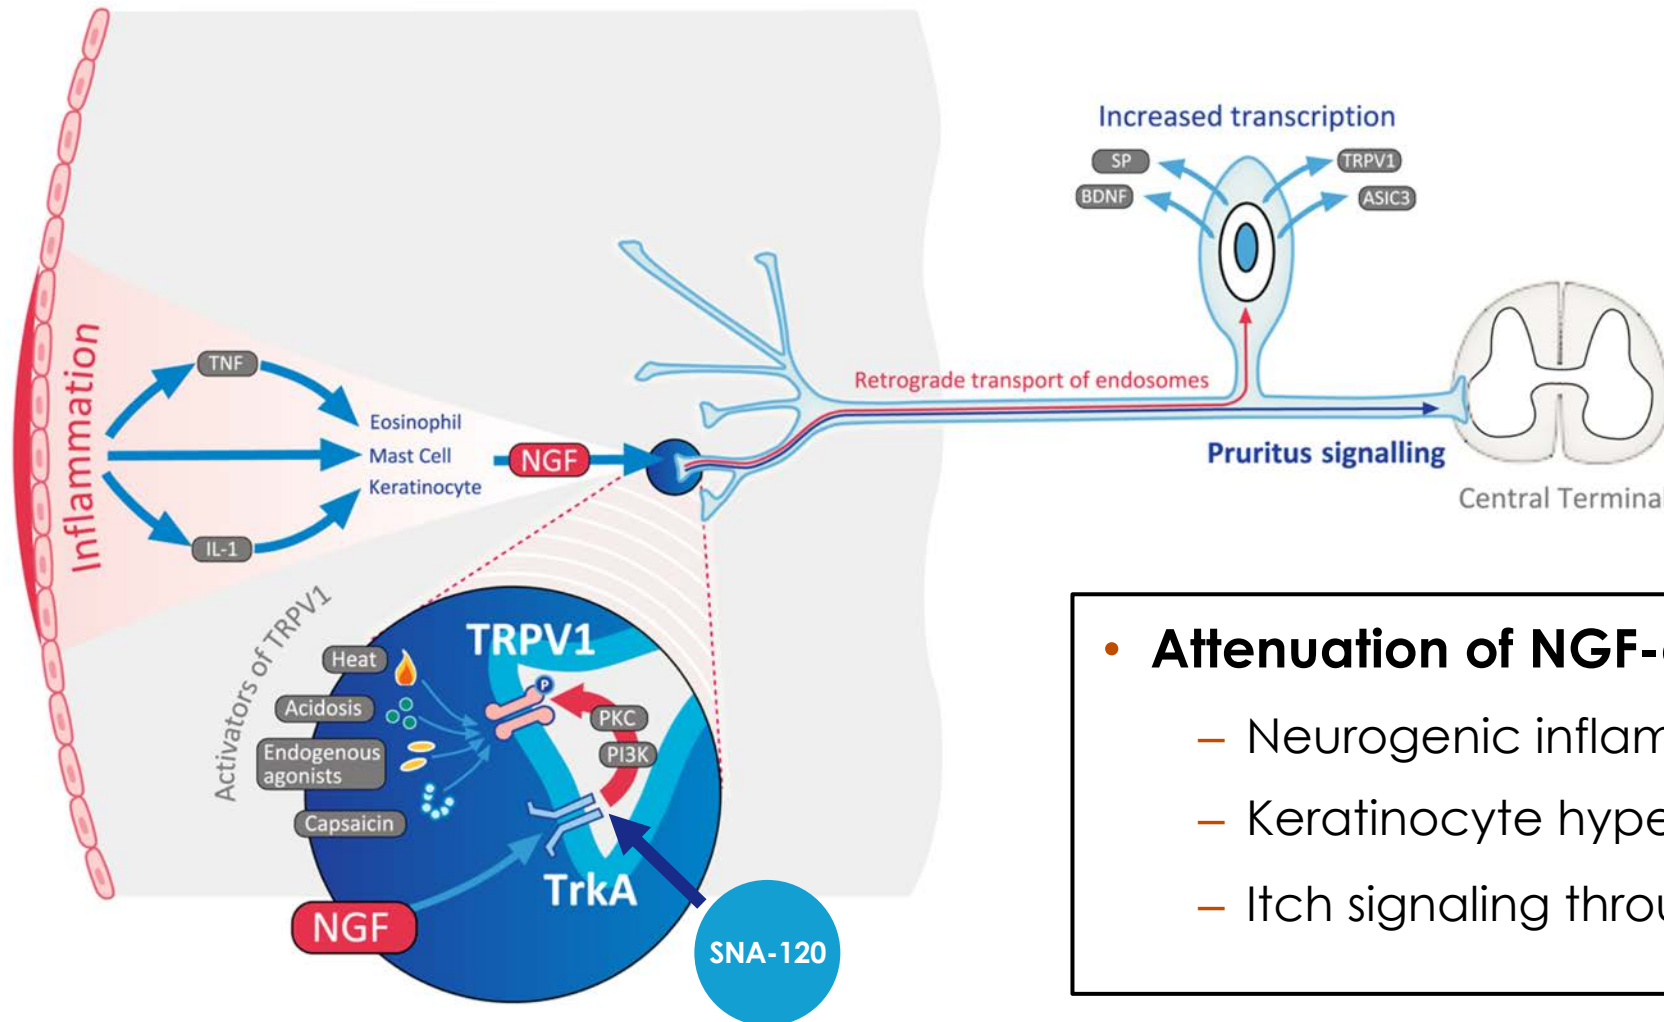 Inflammation
TNF
IL-1
Eosinophil
Mast Cell
Keratinocyte
NGF
Increased transcription
SP
BDNF
TRPV1
ASIC3
Retrograde transport of endosomes
Pruritus signalling
Central Terminal
Activators of TRPV1
Heat
Acidosis
Endogenous
agonists
Capsaicin
TRPV1
P
PKC
PI3K
TrkA
NGF
SNA-120
• Attenuation of NGF-
– Neurogenic inflam
– Keratinocyte hype
– Itch signaling throu